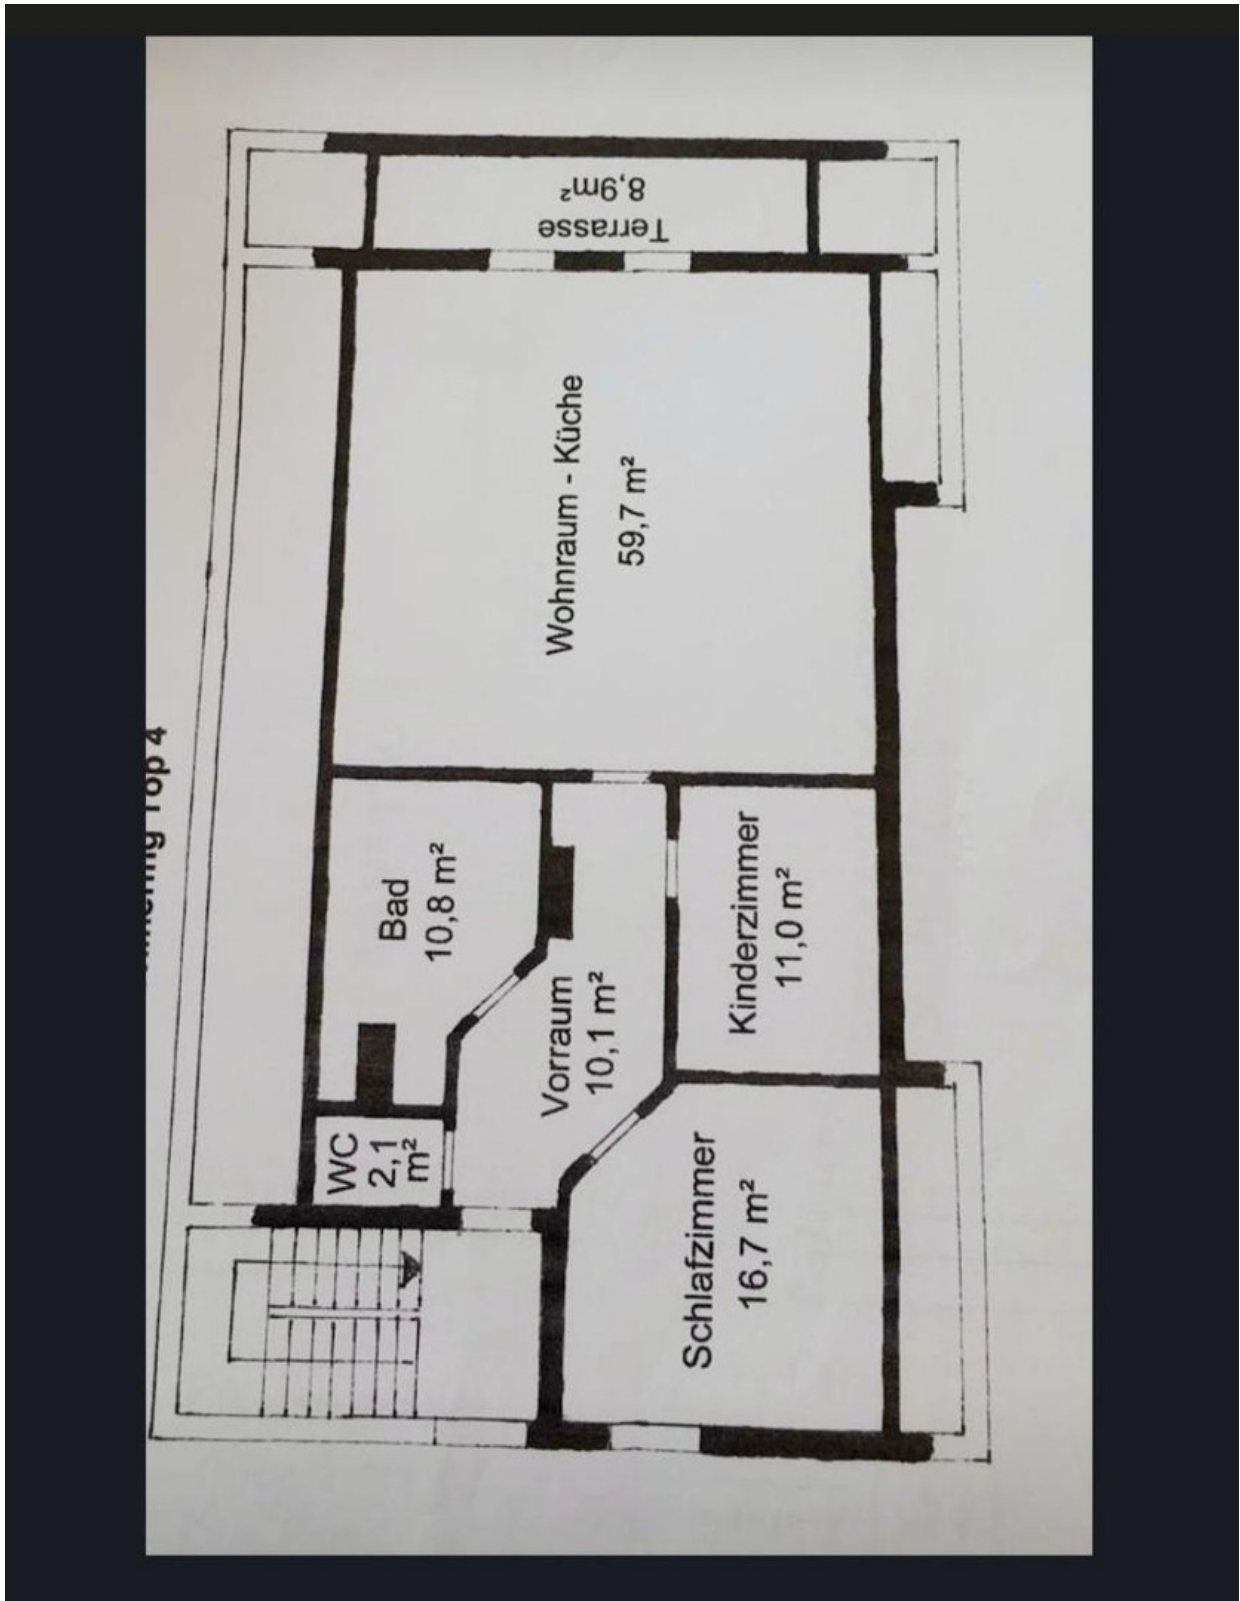 Top 4
Terrasse
8,9m²
Wohnraum - Küche
59,7 m²
Bad
10,8 m²
Vorraum
10,1 m²
Kinderzimmer
11,0 m²
WC
2,1
m²
Schlafzimmer
16,7 m²